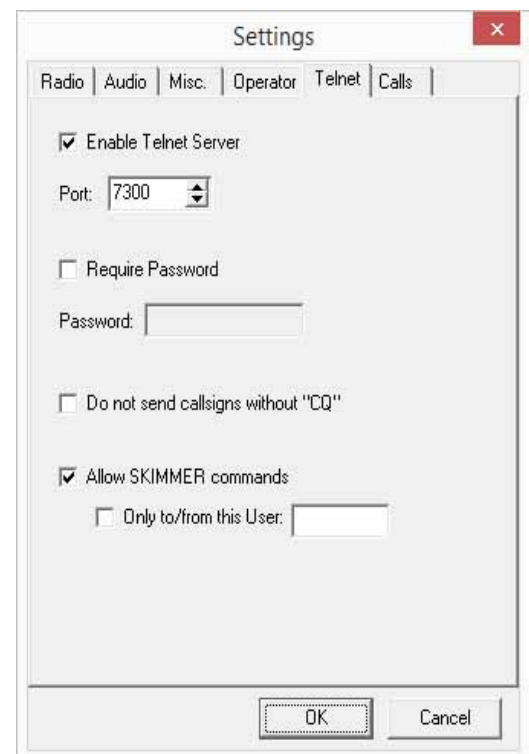 Settings
Radio Audio Misc. Operator Telnet Calls
Enable Telnet Server
Port: 7300
Require Password
Password:
Do not send callsigns without "CQ"
Allow SKIMMER commands
Only to/from this User:
OK Cancel